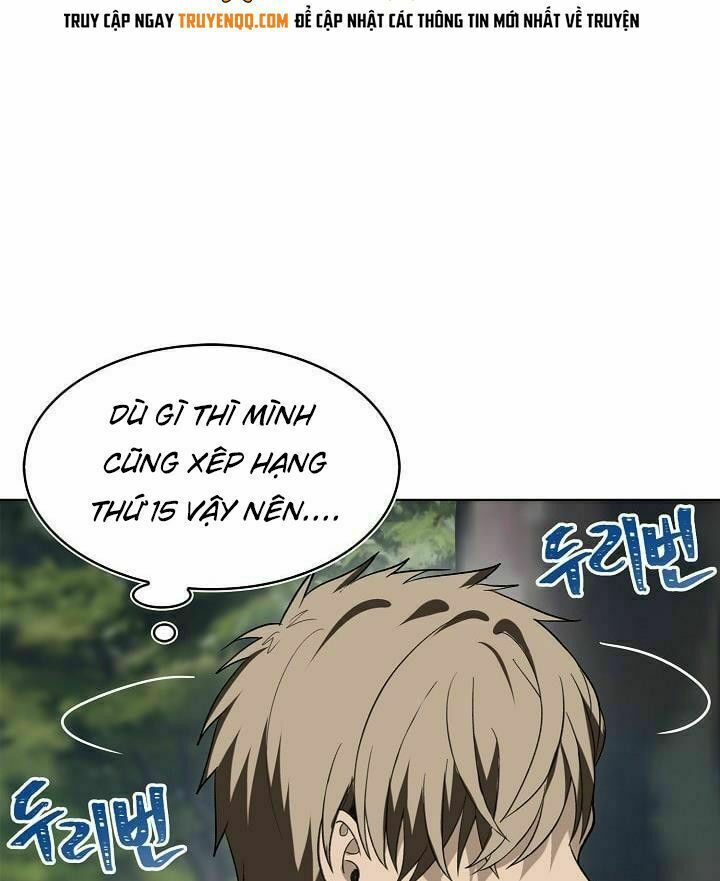 TRUY CẬP NGAY TRUYENQQ.COM ĐỂ CẬP NHẬT CÁC THÔNG TIN MỚI NHẤT VỀ TRUYỆN
DÙ GÌ THÌ MÌNH
CŨNG XẾP HẠNG
THỨ 15 VẬY NÊN....
두리번
두리번